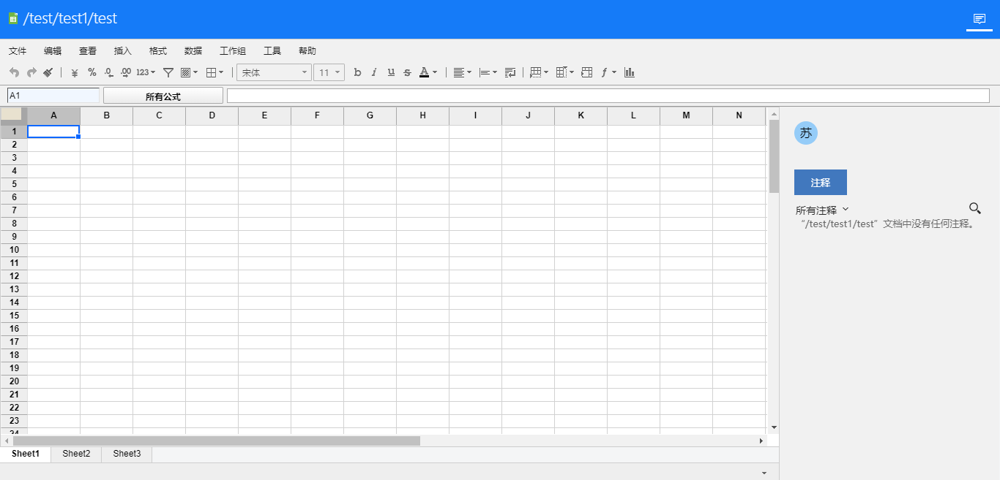 /test/test1/test
文件 编辑 查看 插入 格式 数据 工作组 工具 帮助
¥ % .0 .00 123 宋体 11 b i u S A f
A1 所有公式
A B C D E F G H I J K L M N
苏
1
2
3
4
注释
5
6
7
所有注释
8
“/test/test1/test”文档中没有任何注释。
9
10
11
12
13
14
15
16
17
18
19
20
21
22
23
24
Sheet1 Sheet2 Sheet3